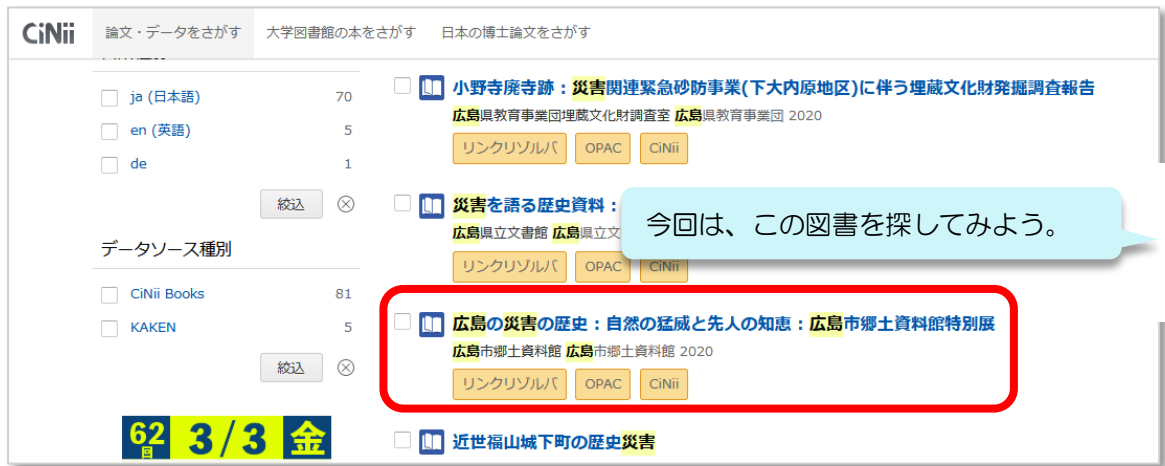 CiNii 論文・データをさがす 大学図書館の本をさがす 日本の博士論文をさがす
ja (日本語) 70
en (英語) 5
de 1
絞込
データソース種別
CiNii Books 81
KAKEN 5
絞込
62回 3/3 金
小野寺廃寺跡：災害関連緊急砂防事業(下大内原地区)に伴う埋蔵文化財発掘調査報告
広島県教育事業団埋蔵文化財調査室 広島県教育事業団 2020
リンクリゾルバ OPAC CiNii
災害を語る歴史資料：
広島県立文書館 広島県立文
リンクリゾルバ OPAC CiNii
今回は、この図書を探してみよう。
広島の災害の歴史：自然の猛威と先人の知恵：広島市郷土資料館特別展
広島市郷土資料館 広島市郷土資料館 2020
リンクリゾルバ OPAC CiNii
近世福山城下町の歴史災害